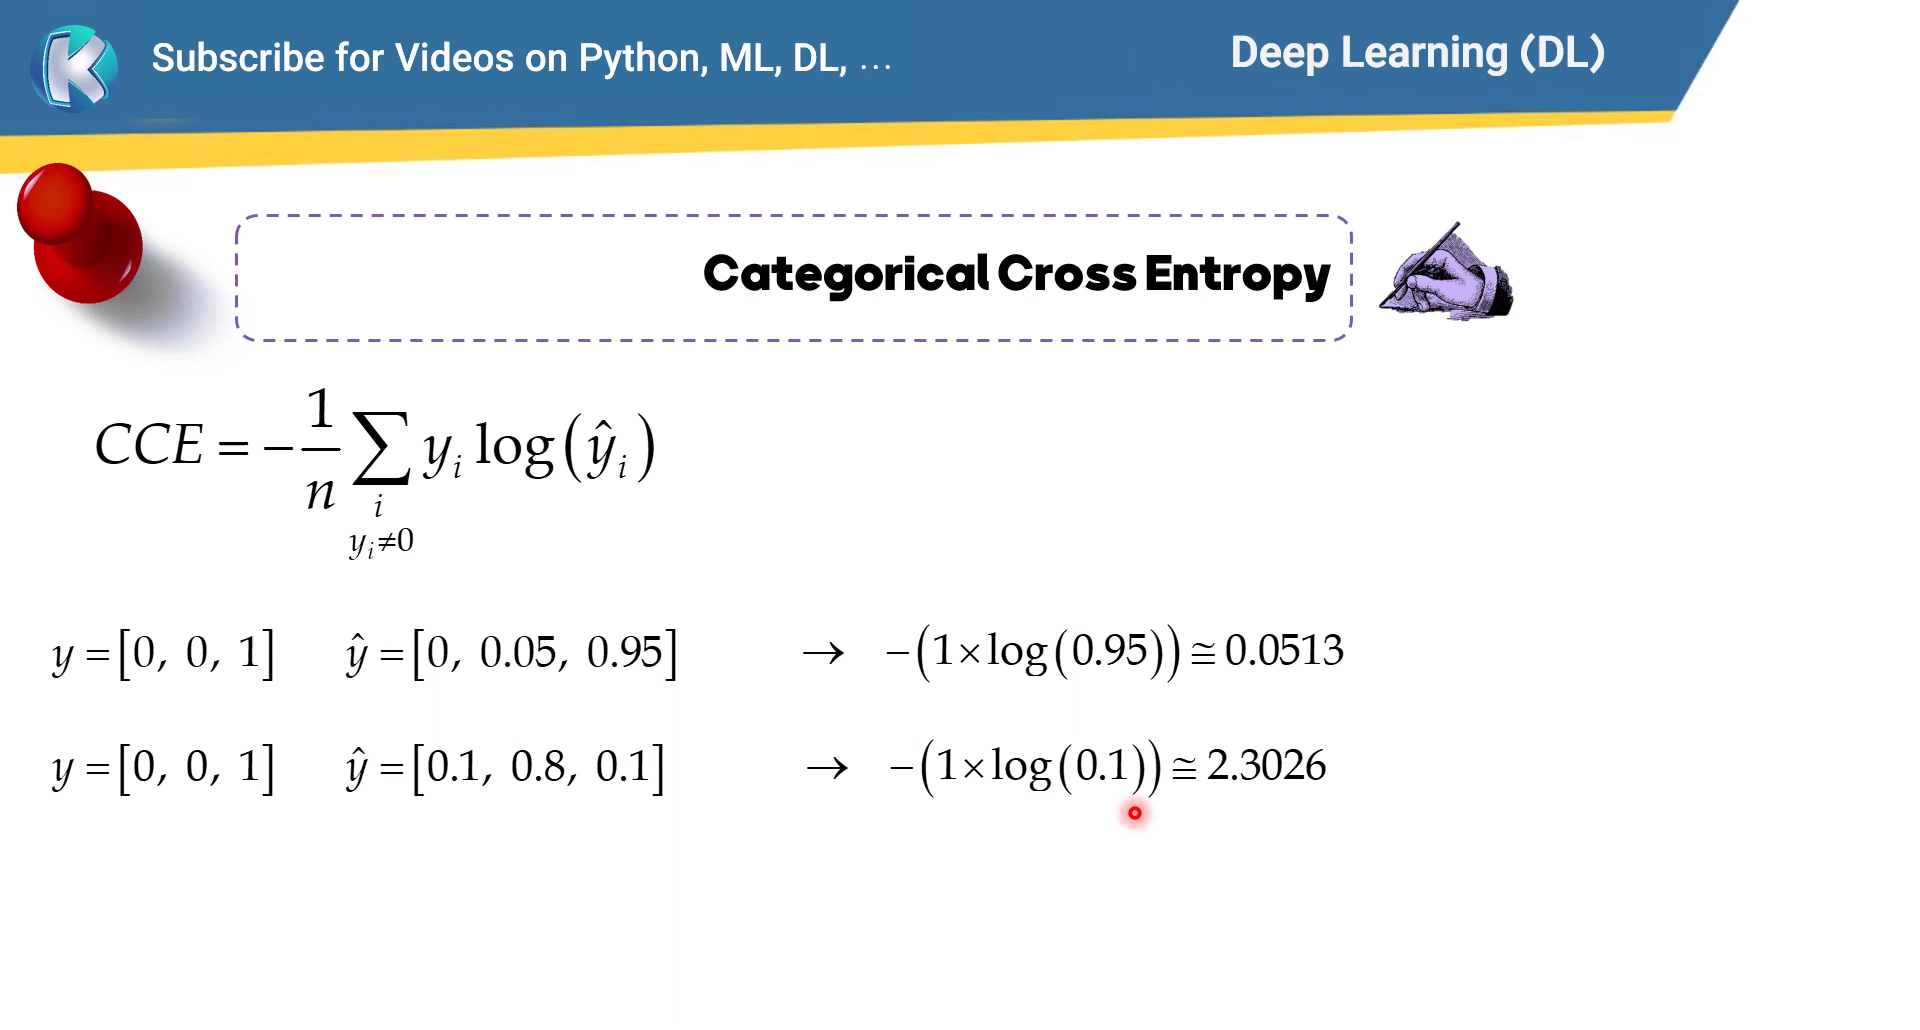 Subscribe for Videos on Python, ML, DL, ...
Deep Learning (DL)
Categorical Cross Entropy
CCE = −\frac{1}{n} \sum_{i, y_i≠0} y_i log(ŷ_i)
y = [0, 0, 1] ŷ = [0, 0.05, 0.95] → −(1×log(0.95)) ≅ 0.0513
y = [0, 0, 1] ŷ = [0.1, 0.8, 0.1] → −(1×log(0.1)) ≅ 2.3026